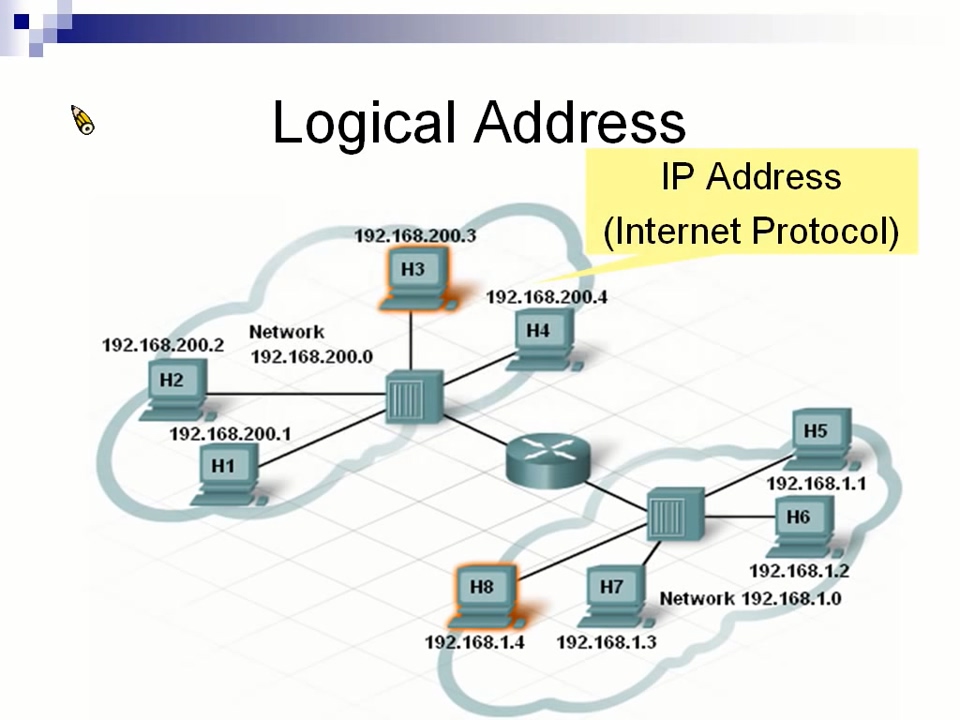 Logical Address
IP Address
(Internet Protocol)
192.168.200.3
H3
192.168.200.4
H4
Network
192.168.200.0
192.168.200.2
H2
192.168.200.1
H1
H5
192.168.1.1
H6
192.168.1.2
H7
192.168.1.3
H8
192.168.1.4
Network 192.168.1.0